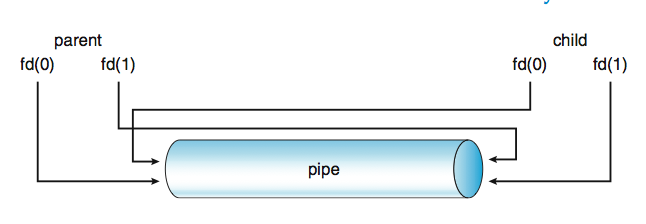 parent child
fd(0) fd(1) fd(0) fd(1)
pipe